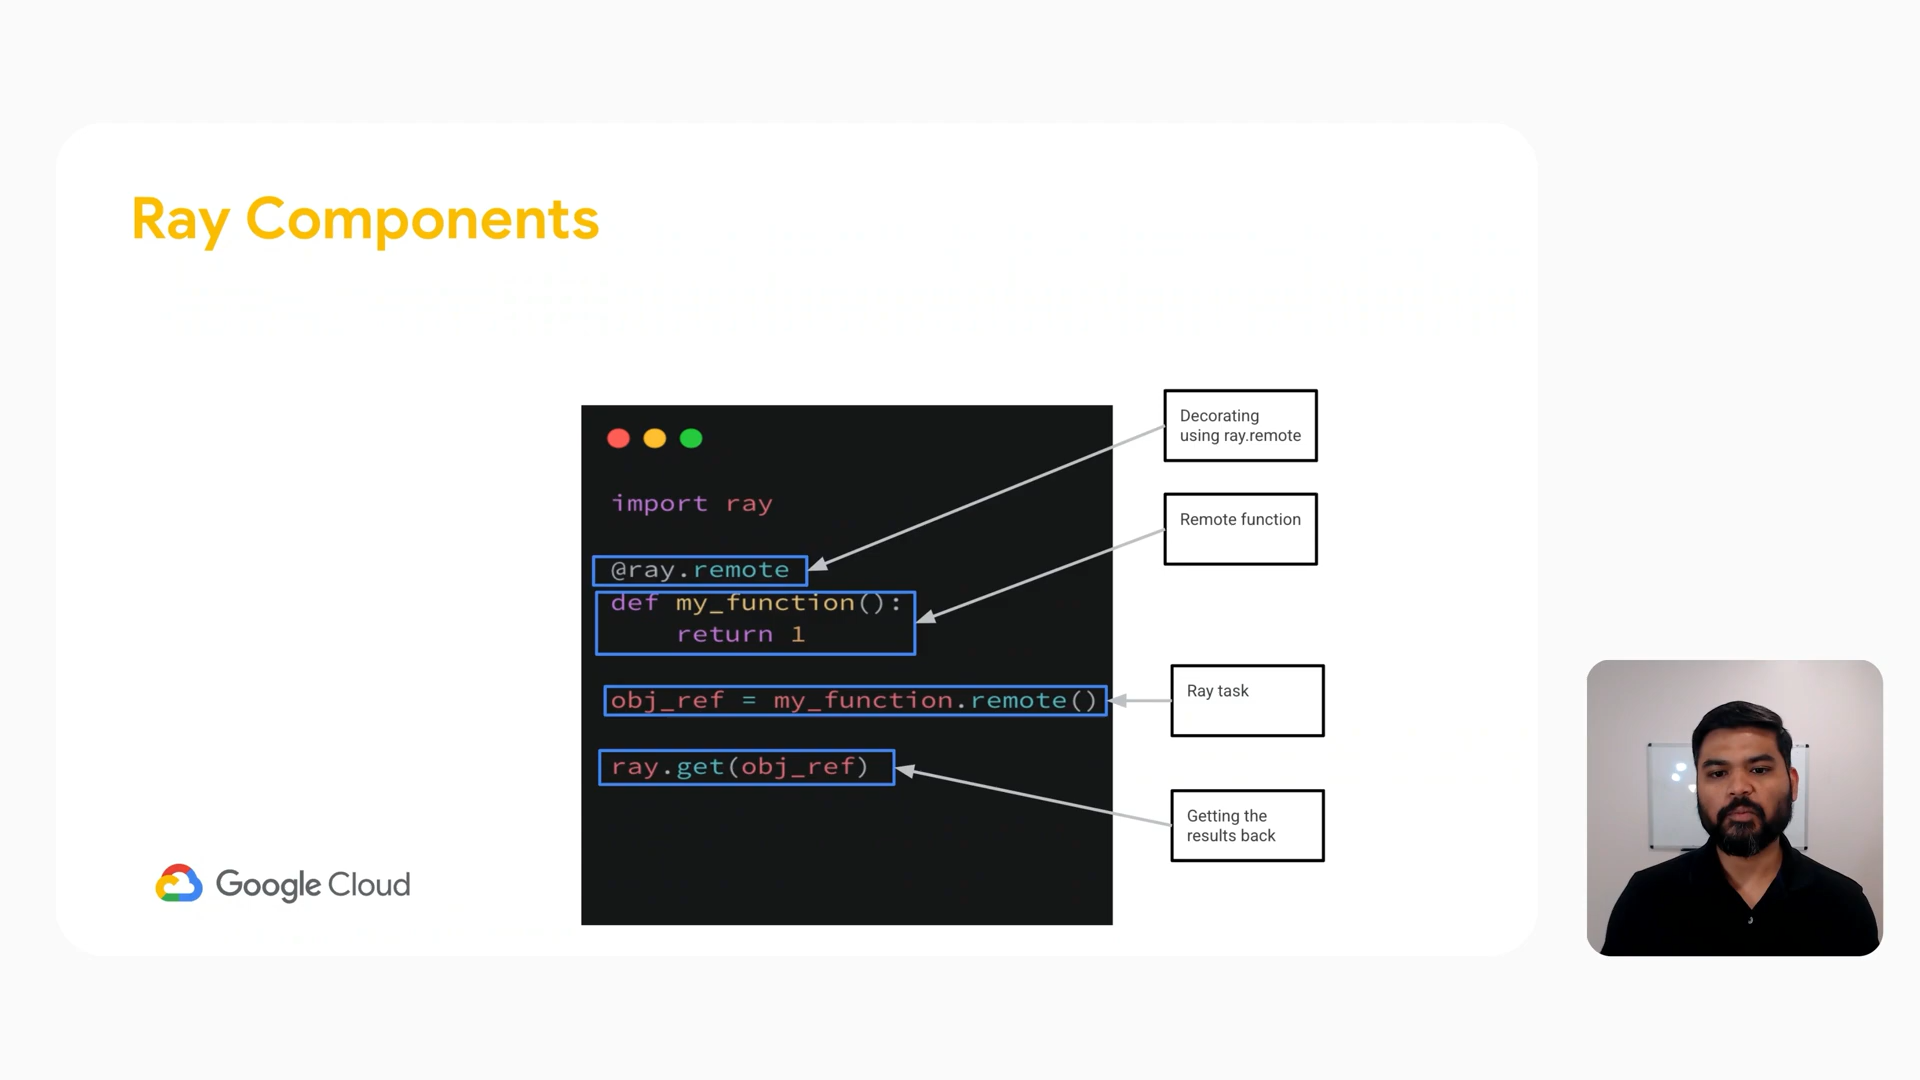 Ray Components
Decorating
using ray.remote
Remote function
import ray
@ray.remote
def my_function():
    return 1
obj_ref = my_function.remote()
Ray task
ray.get(obj_ref)
Getting the
results back
Google Cloud